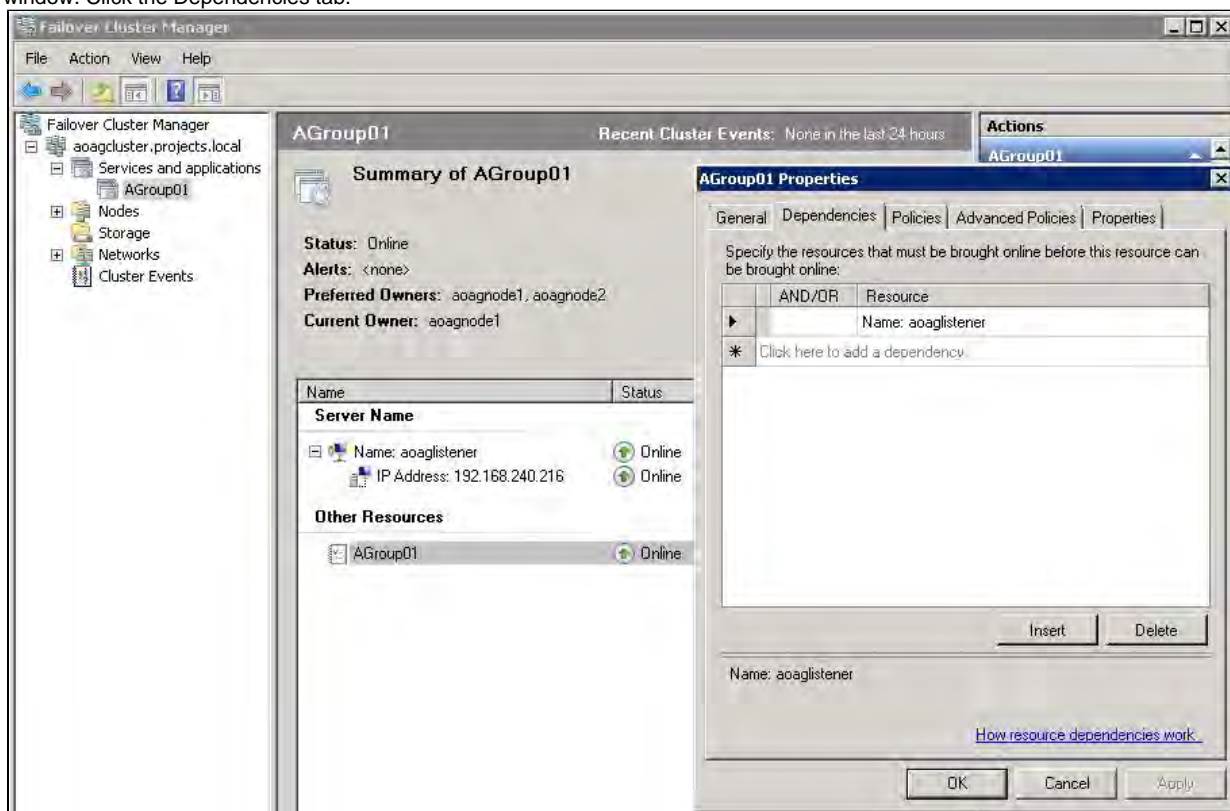 window. Click the Dependencies tab.
Failover Cluster Manager
File Action View Help
Failover Cluster Manager
aoagcluster.projects.local
Services and applications
AGroup01
Nodes
Storage
Networks
Cluster Events
AGroup01 Recent Cluster Events: None in the last 24 hours
Summary of AGroup01
Status: Online
Alerts: <none>
Preferred Owners: aoagnode1, aoagnode2
Current Owner: aoagnode1
Name Status
Server Name
Name: aoaglistener Online
IP Address: 192.168.240.216 Online
Other Resources
AGroup01 Online
Actions
AGroup01
AGroup01 Properties
General Dependencies Policies Advanced Policies Properties
Specify the resources that must be brought online before this resource can
be brought online:
AND/OR Resource
Name: aoaglistener
Click here to add a dependency
Insert Delete
Name: aoaglistener
How resource dependencies work
OK Cancel Apply